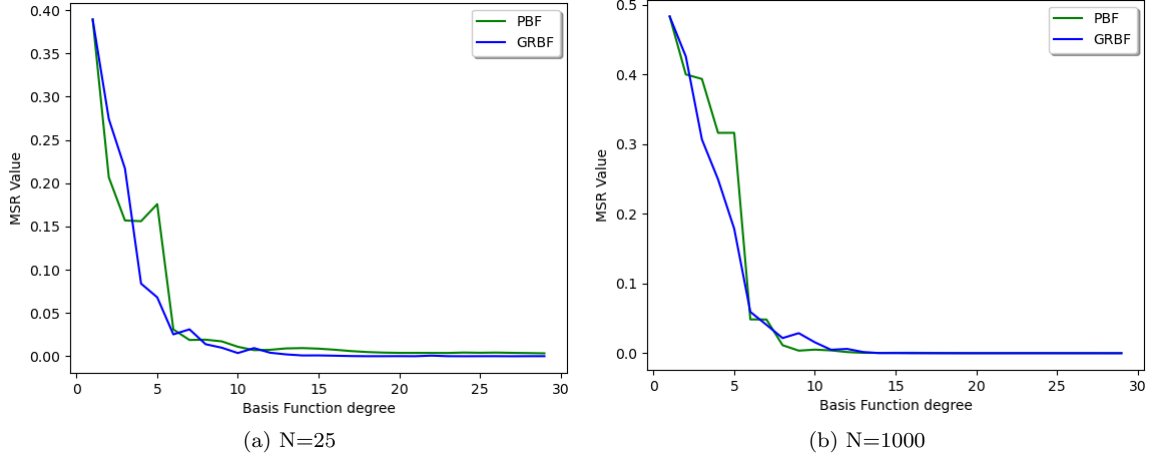 0.40
0.35
0.30
0.25
0.20
0.15
0.10
0.05
0.00
MSR Value
PBF
GRBF
0 5 10 15 20 25 30
Basis Function degree
(a) N=25
0.5
0.4
0.3
0.2
0.1
0.0
MSR Value
PBF
GRBF
0 5 10 15 20 25 30
Basis Function degree
(b) N=1000